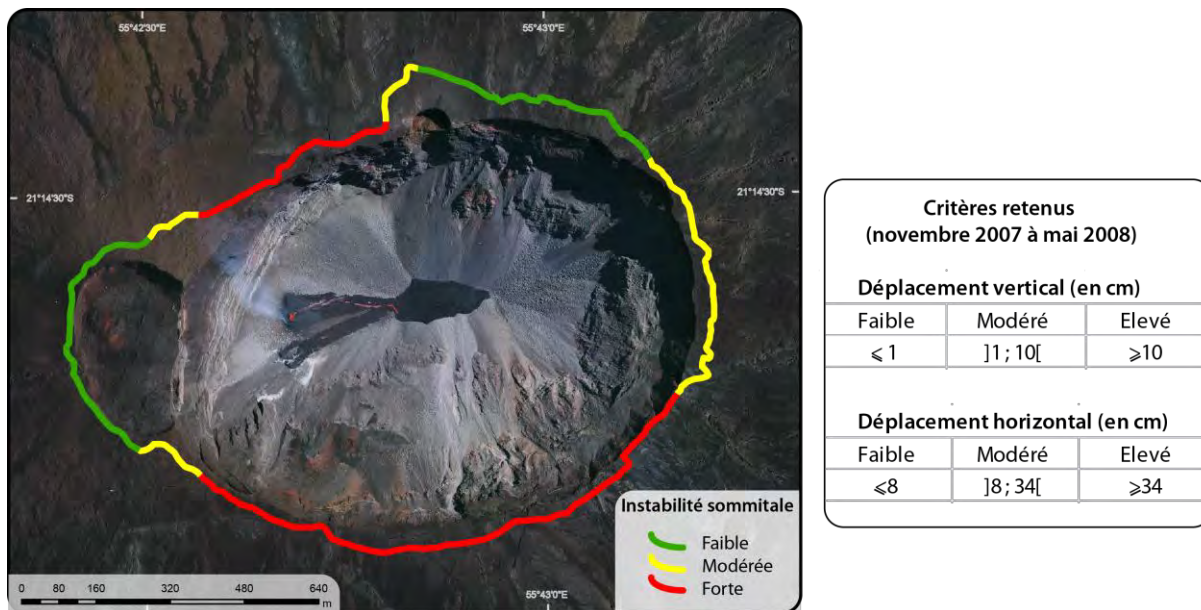 55°42'30"E 55°43'0"E
21°14'30"S 21°14'30"S
Instabilité sommitale
Faible
Modérée
Forte
0 80 160 320 480 640
m
55°43'0"E
Critères retenus
(novembre 2007 à mai 2008)
Déplacement vertical (en cm)
Faible Modéré Elevé
⩽ 1 ]1 ; 10[ ⩾10
Déplacement horizontal (en cm)
Faible Modéré Elevé
⩽8 ]8 ; 34[ ⩾34